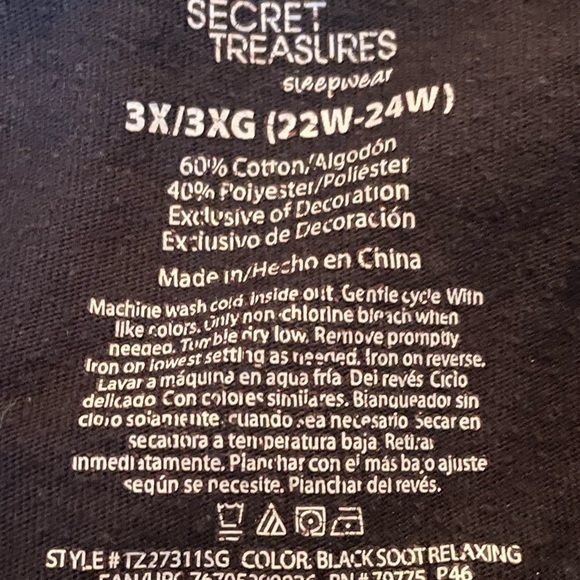 SECRET
TREASURES
sleepwear
3X/3XG (22W-24W)
60% Cotton/Algodón
40% Polyester/Poliéster
Exclusive of Decoration
Exclusivo de Decoración
Made in/Hecho en China
Machine wash cold. Inside out. Gentle cycle With
like colors. Only non-chlorine bleach when
needed. Tumble dry low. Remove promptly
Iron on lowest setting as needed. Iron on reverse.
Lavar a máquina en agua fría Del revés Ciclo
delicado Con colores similares. Blanqueador sin
cloro solamente. cuando sea necesario Secar en
secadora a temperatura baja Retirar
inmediatamente. Planchar con el más bajo ajuste
según se necesite. Planchar del revés.
STYLE # TZ27311SG COLOR: BLACK SOOT RELAXING
RN # 70775 P46